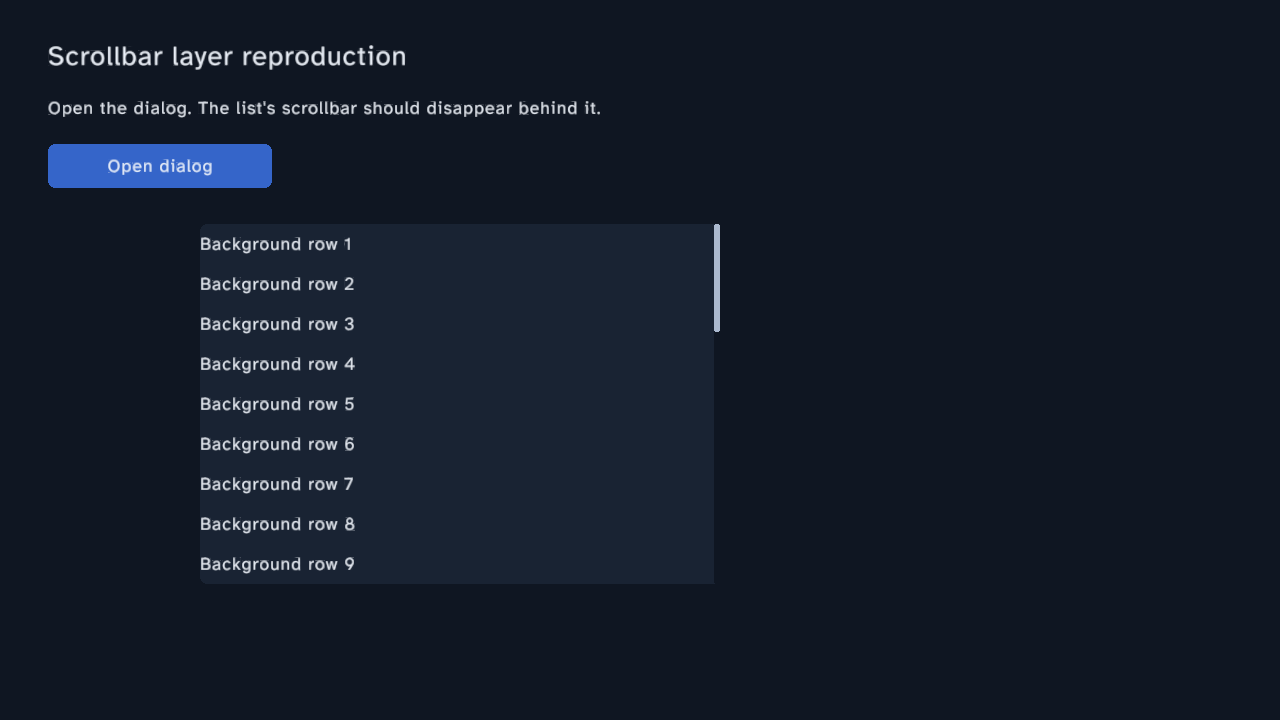 Scrollbar layer reproduction
Open the dialog. The list's scrollbar should disappear behind it.
Open dialog
Background row 1
Background row 2
Background row 3
Background row 4
Background row 5
Background row 6
Background row 7
Background row 8
Background row 9